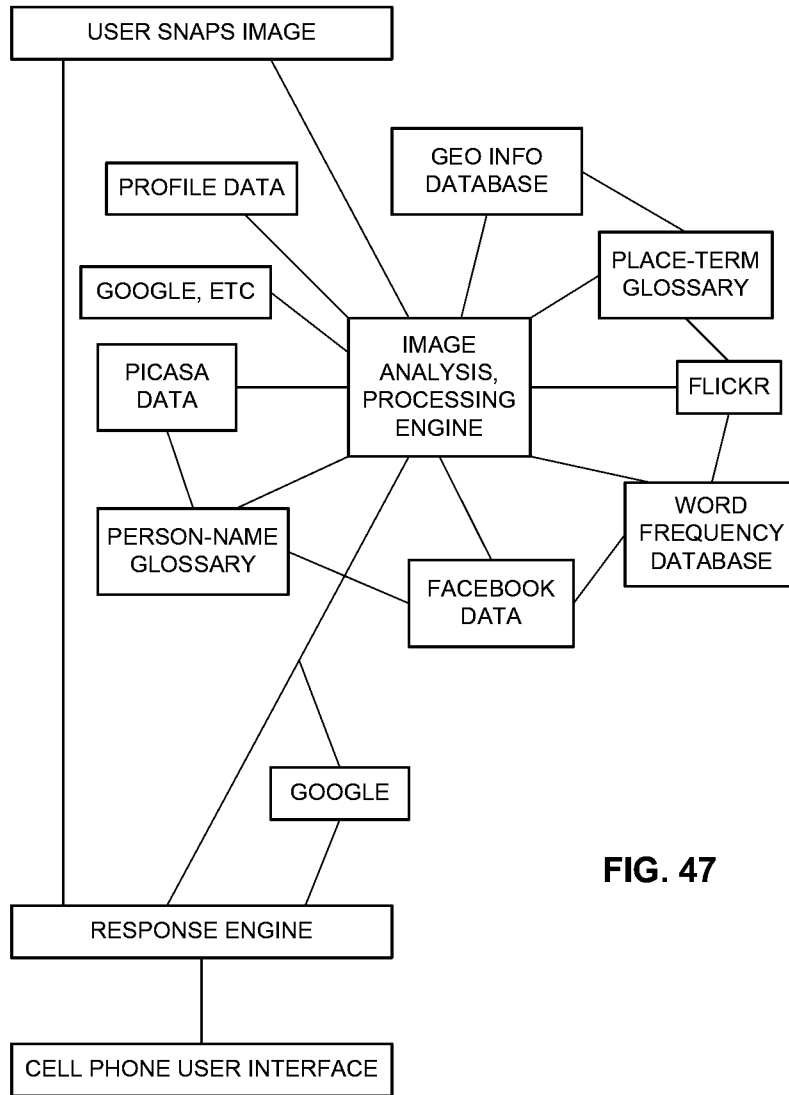 USER SNAPS IMAGE
GEO INFO
DATABASE
PROFILE DATA
PLACE-TERM
GLOSSARY
GOOGLE, ETC
IMAGE
ANALYSIS,
PROCESSING
ENGINE
PICASA
DATA
FLICKR
WORD
FREQUENCY
DATABASE
PERSON-NAME
GLOSSARY
FACEBOOK
DATA
GOOGLE
FIG. 47
RESPONSE ENGINE
CELL PHONE USER INTERFACE